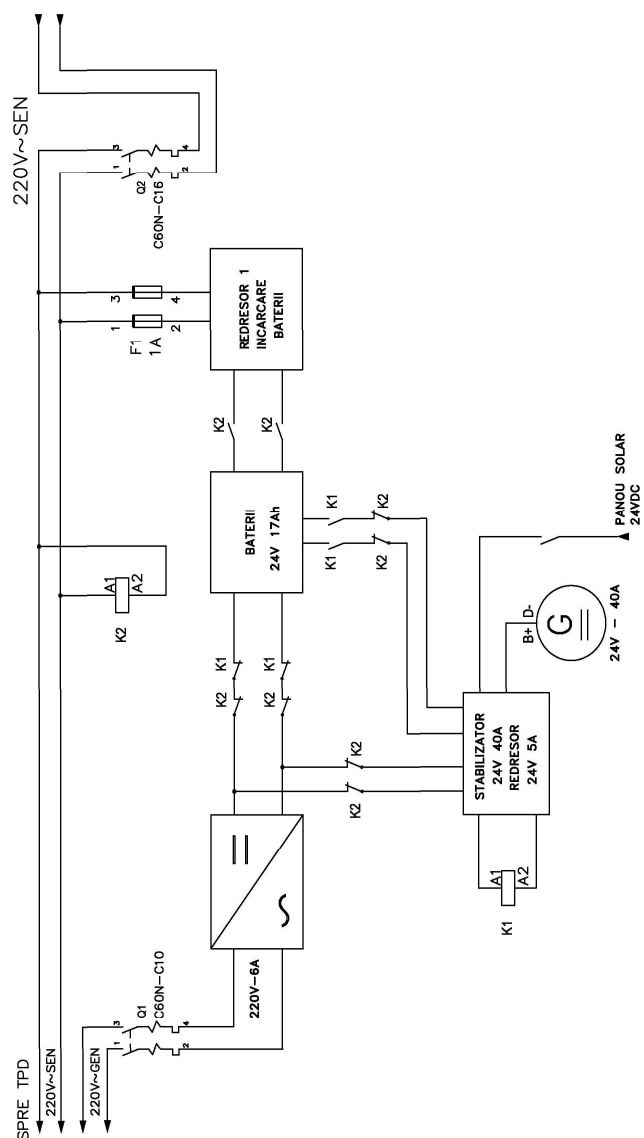 SPRE TPD
220V~SEN
220V~GEN
Q1
C60N-C10
1
3
2
4
220V-6A
K2
A1
A2
220V~SEN
Q2
C60N-C16
1
3
2
4
F1
1A
1
3
2
4
REDRESOR 1
INCARCARE
BATERII
K2
K2
BATERII
24V 17Ah
K1
K2
K1
K2
K2
K1
K2
K1
K2
K2
STABILIZATOR
24V 40A
REDRESOR
24V 5A
K1
A1
A2
B+ D-
G
24V - 40A
PANOU SOLAR
24VDC